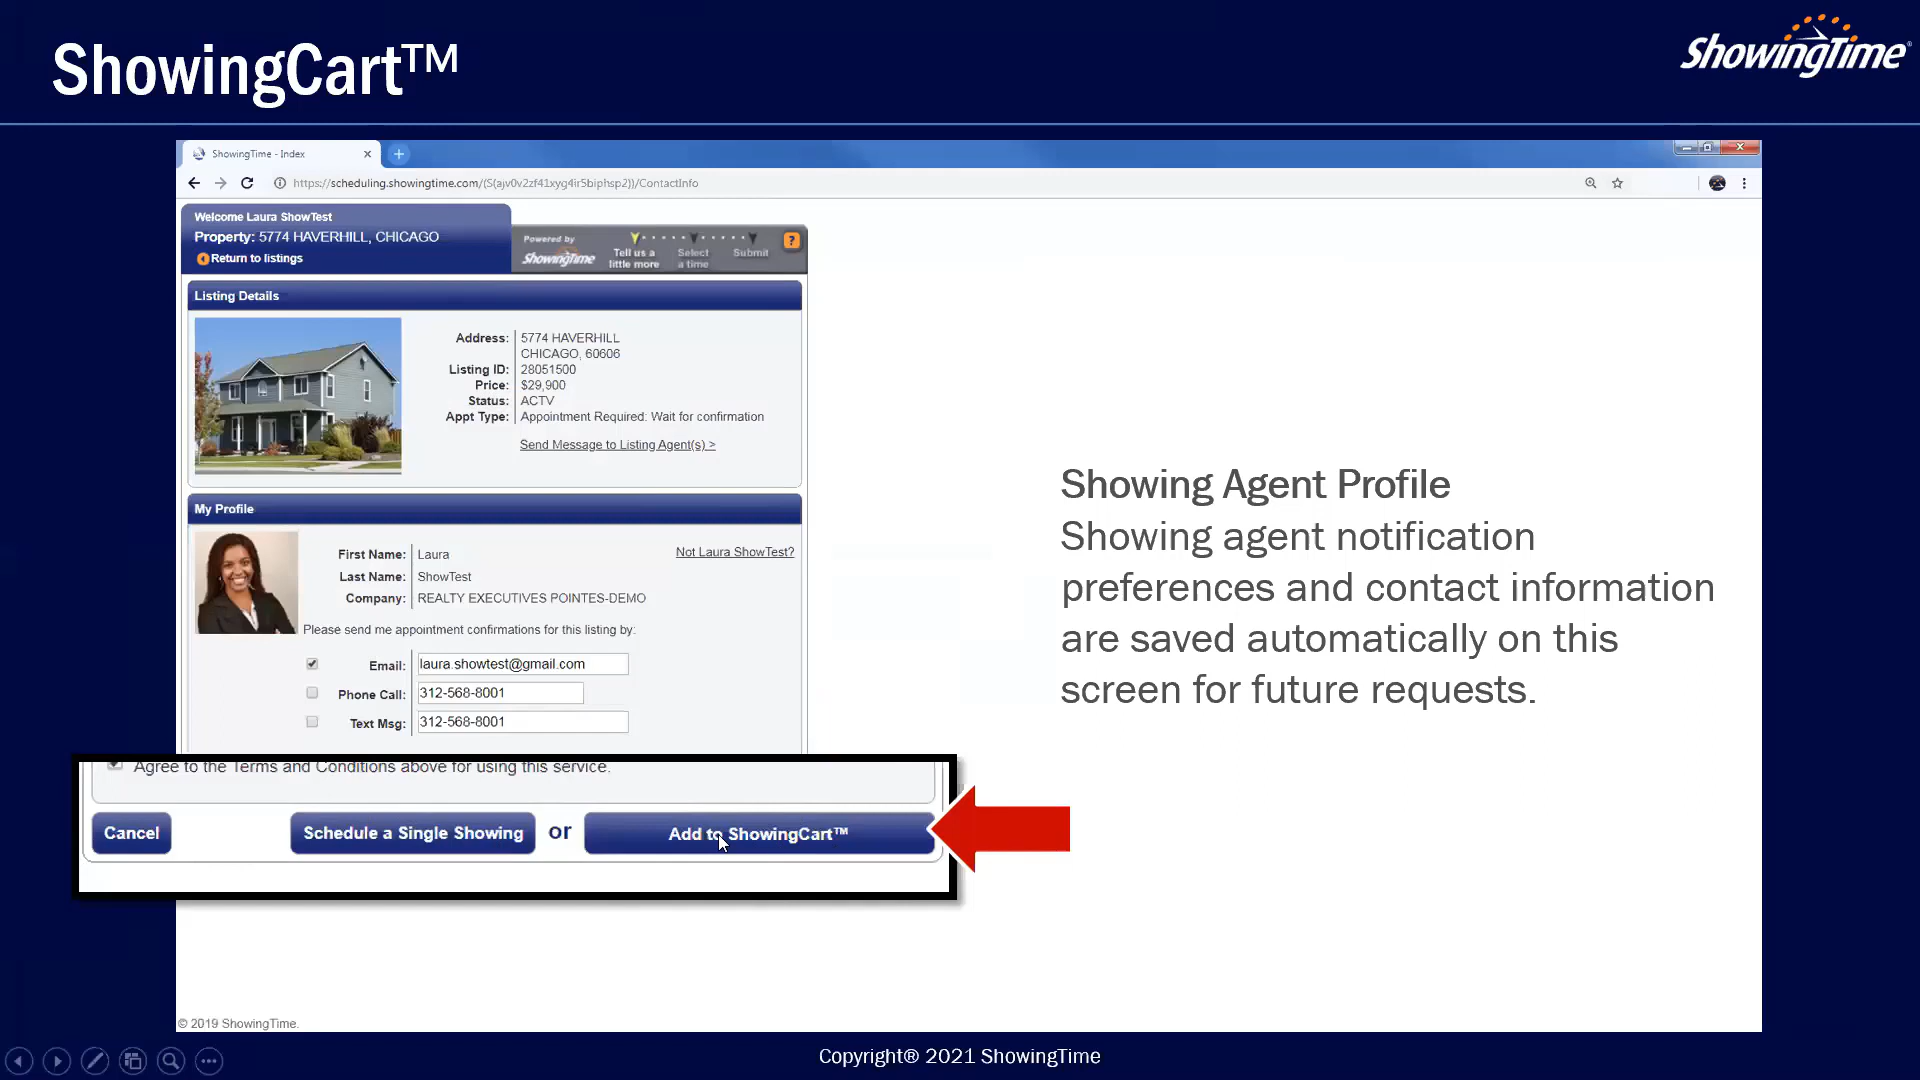 ShowingCart™
ShowingTime®
ShowingTime - Index
https://scheduling.showingtime.com/(S(ajv0v2zf41xyg4ir5biphsp2))/ContactInfo
Welcome Laura ShowTest
Property: 5774 HAVERHILL, CHICAGO
Return to listings
Powered by
ShowingTime
Tell us a
little more
Select
a time
Submit
?
Listing Details
Address: 5774 HAVERHILL
CHICAGO, 60606
Listing ID: 28051500
Price: $29,900
Status: ACTV
Appt Type: Appointment Required: Wait for confirmation
Send Message to Listing Agent(s) >
My Profile
First Name: Laura
Not Laura ShowTest?
Last Name: ShowTest
Company: REALTY EXECUTIVES POINTES-DEMO
Please send me appointment confirmations for this listing by:
Email: laura.showtest@gmail.com
Phone Call: 312-568-8001
Text Msg: 312-568-8001
Agree to the Terms and Conditions above for using this service.
Cancel
Schedule a Single Showing or Add to ShowingCart™
Showing Agent Profile
Showing agent notification
preferences and contact information
are saved automatically on this
screen for future requests.
© 2019 ShowingTime.
Copyright® 2021 ShowingTime